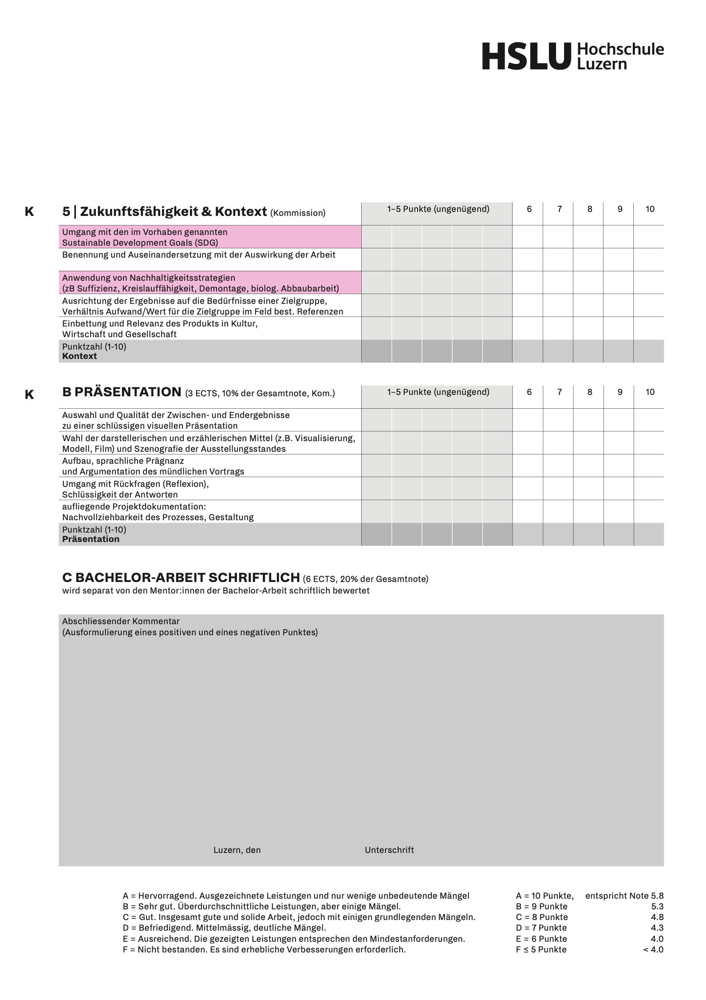 HSLU Hochschule
Luzern
K
5 | Zukunftsfähigkeit & Kontext (Kommission)
1–5 Punkte (ungenügend) 6 7 8 9 10
Umgang mit den im Vorhaben genannten
Sustainable Development Goals (SDG)
Benennung und Auseinandersetzung mit der Auswirkung der Arbeit
Anwendung von Nachhaltigkeitsstrategien
(zB Suffizienz, Kreislauffähigkeit, Demontage, biolog. Abbaubarbeit)
Ausrichtung der Ergebnisse auf die Bedürfnisse einer Zielgruppe,
Verhältnis Aufwand/Wert für die Zielgruppe im Feld best. Referenzen
Einbettung und Relevanz des Produkts in Kultur,
Wirtschaft und Gesellschaft
Punktzahl (1-10)
Kontext
K
B PRÄSENTATION (3 ECTS, 10% der Gesamtnote, Kom.)
1–5 Punkte (ungenügend) 6 7 8 9 10
Auswahl und Qualität der Zwischen- und Endergebnisse
zu einer schlüssigen visuellen Präsentation
Wahl der darstellerischen und erzählerischen Mittel (z.B. Visualisierung,
Modell, Film) und Szenografie der Ausstellungsstandes
Aufbau, sprachliche Prägnanz
und Argumentation des mündlichen Vortrags
Umgang mit Rückfragen (Reflexion),
Schlüssigkeit der Antworten
aufliegende Projektdokumentation:
Nachvollziehbarkeit des Prozesses, Gestaltung
Punktzahl (1-10)
Präsentation
C BACHELOR-ARBEIT SCHRIFTLICH (6 ECTS, 20% der Gesamtnote)
wird separat von den Mentor:innen der Bachelor-Arbeit schriftlich bewertet
Abschliessender Kommentar
(Ausformulierung eines positiven und eines negativen Punktes)
Luzern, den Unterschrift
A = Hervorragend. Ausgezeichnete Leistungen und nur wenige unbedeutende Mängel A = 10 Punkte, entspricht Note 5.8
B = Sehr gut. Überdurchschnittliche Leistungen, aber einige Mängel. B = 9 Punkte 5.3
C = Gut. Insgesamt gute und solide Arbeit, jedoch mit einigen grundlegenden Mängeln. C = 8 Punkte 4.8
D = Befriedigend. Mittelmässig, deutliche Mängel. D = 7 Punkte 4.3
E = Ausreichend. Die gezeigten Leistungen entsprechen den Mindestanforderungen. E = 6 Punkte 4.0
F = Nicht bestanden. Es sind erhebliche Verbesserungen erforderlich. F ≤ 5 Punkte < 4.0